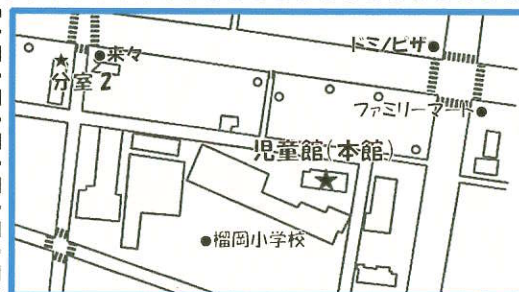 来々
ドミノピザ
分室2
ファミリーマート
児童館(本館)
榴岡小学校